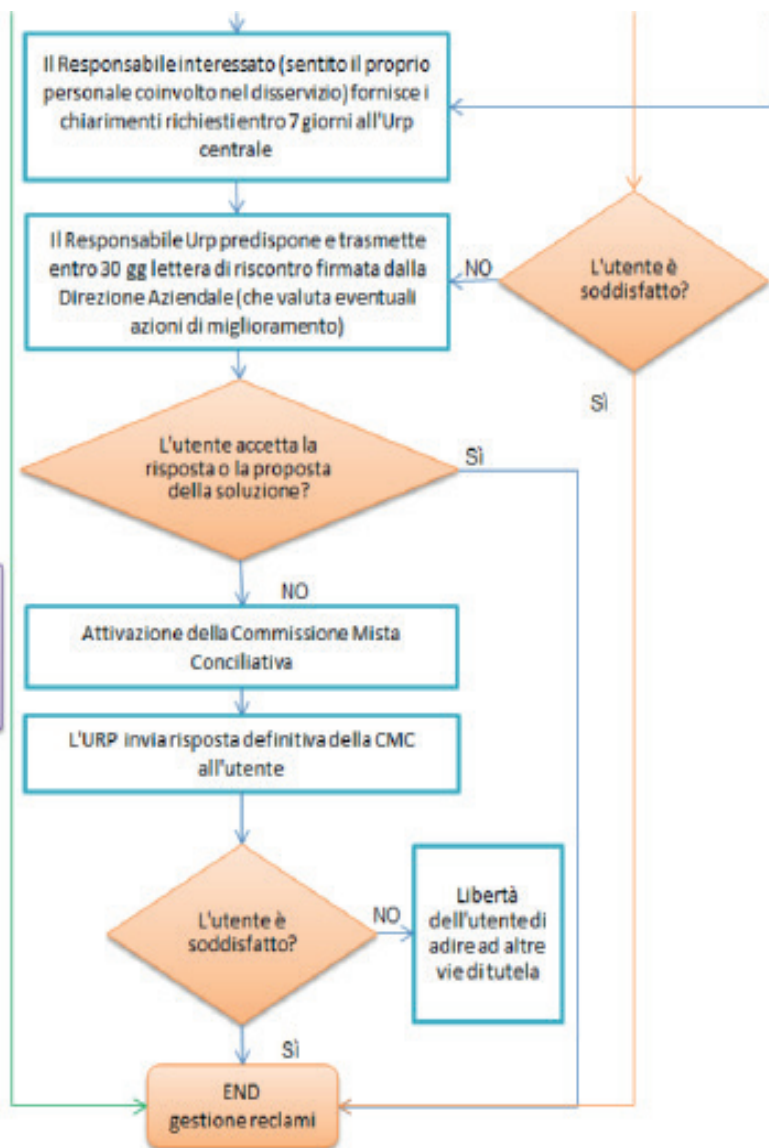 Il Responsabile interessato (sentito il proprio
personale coinvolto nel disservizio) fornisce i
chiarimenti richiesti entro 7 giorni all'Urp
centrale
Il Responsabile Urp predispone e trasmette
entro 30 gg lettera di riscontro firmata dalla
Direzione Aziendale (che valuta eventuali
azioni di miglioramento)
NO
L'utente è
soddisfatto?
Sì
L'utente accetta la
risposta o la proposta
della soluzione?
Sì
NO
Attivazione della Commissione Mista
Conciliativa
L'URP invia risposta definitiva della CMC
all'utente
L'utente è
soddisfatto?
NO
Libertà
dell'utente di
adire ad altre
vie di tutela
Sì
END
gestione reclami